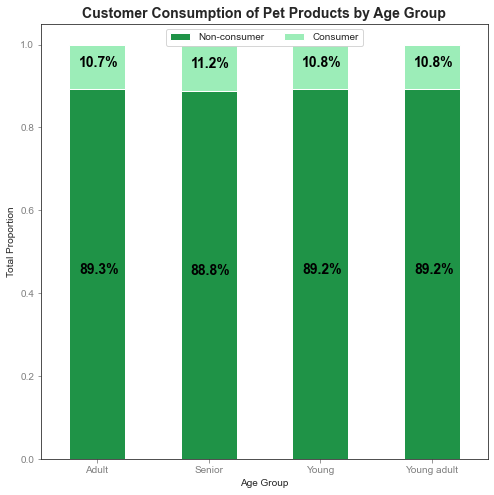 Customer Consumption of Pet Products by Age Group
Non-consumer Consumer
1.0
10.7% 11.2% 10.8% 10.8%
0.8
0.6
89.3% 88.8% 89.2% 89.2%
0.4
0.2
0.0
Total Proportion
Adult Senior Young Young adult
Age Group